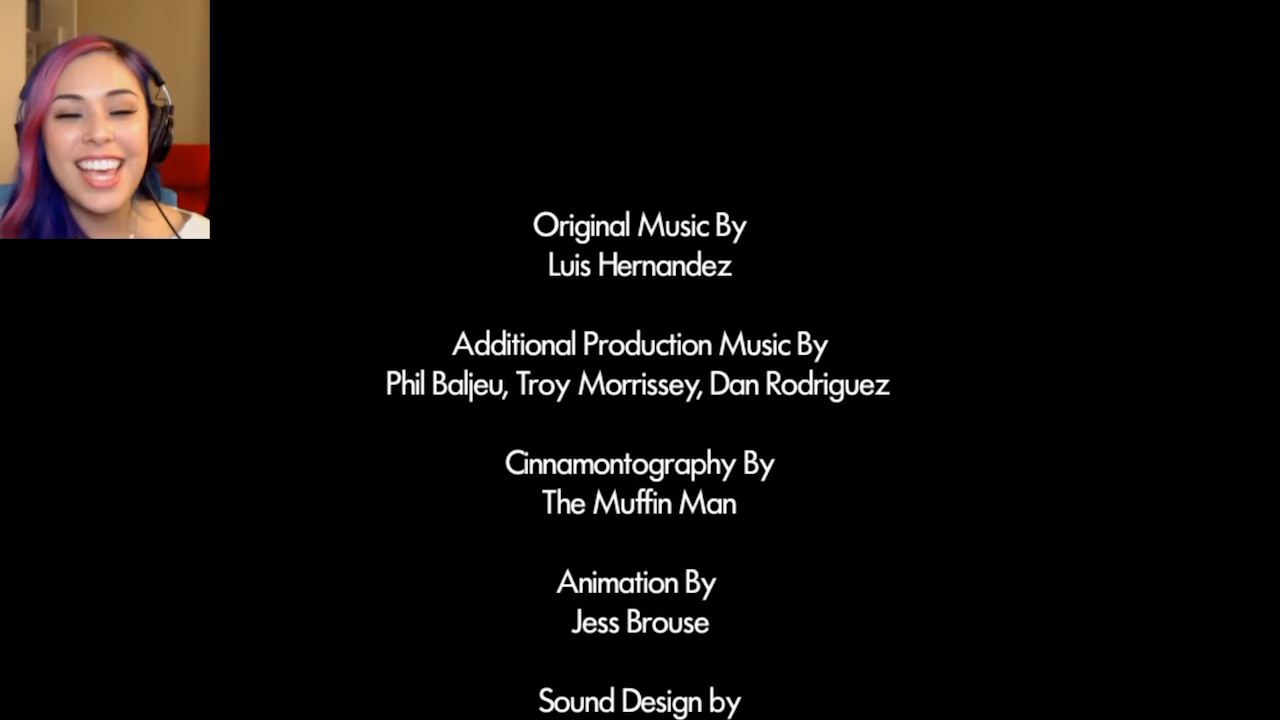 Original Music By
Luis Hernandez
Additional Production Music By
Phil Baljeu, Troy Morrissey, Dan Rodriguez
Cinnamontography By
The Muffin Man
Animation By
Jess Brouse
Sound Design by